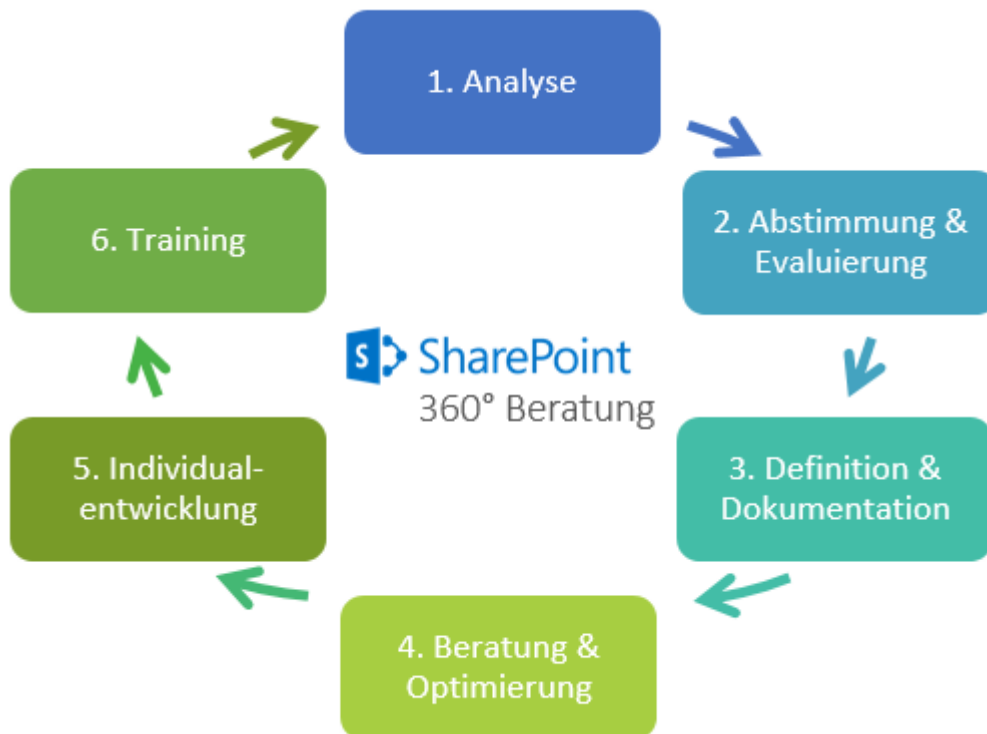 1. Analyse
2. Abstimmung &
Evaluierung
3. Definition &
Dokumentation
4. Beratung &
Optimierung
5. Individual-
entwicklung
6. Training
S SharePoint
360° Beratung